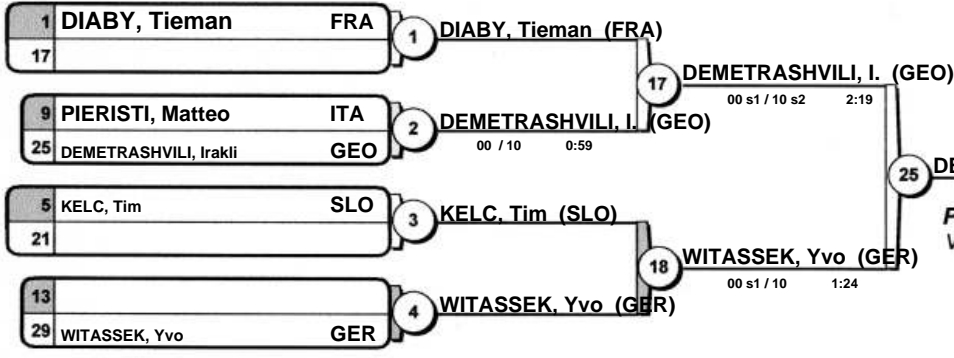 1 DIABY, Tieman FRA
17
1
DIABY, Tieman (FRA)
9 PIERISTI, Matteo ITA
25 DEMETRASHVILI, Irakli GEO
2
DEMETRASHVILI, I. (GEO)
00 / 10 0:59
17
DEMETRASHVILI, I. (GEO)
00 s1 / 10 s2 2:19
5 KELC, Tim SLO
21
3
KELC, Tim (SLO)
13
29 WITASSEK, Yvo GER
4
WITASSEK, Yvo (GER)
18
WITASSEK, Yvo (GER)
00 s1 / 10 1:24
25